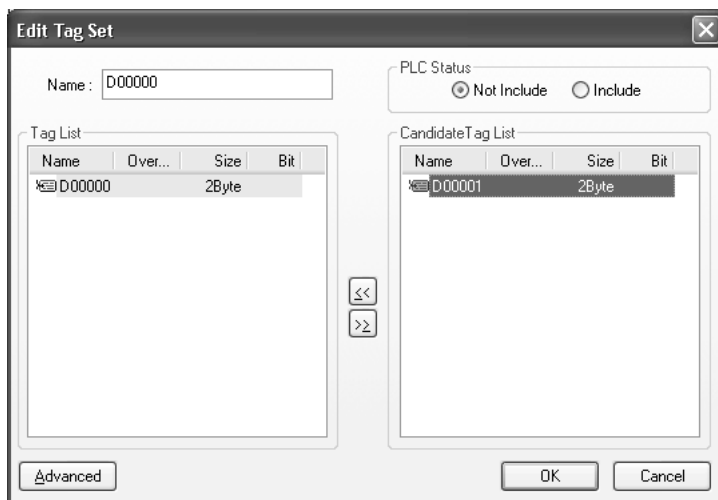 Edit Tag Set
Name : D00000
PLC Status
Not Include Include
Tag List
Name Over... Size Bit
D00000 2Byte
CandidateTag List
Name Over... Size Bit
D00001 2Byte
<<
>>
Advanced
OK Cancel